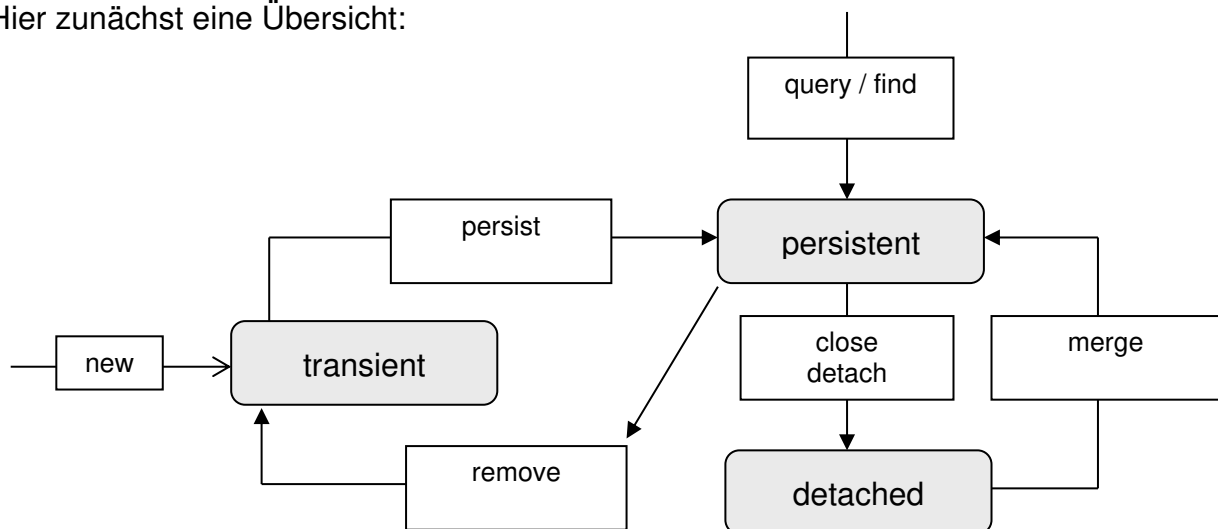 Hier zunächst eine Übersicht:
query / find
persist
persistent
new
transient
close
detach
merge
remove
detached